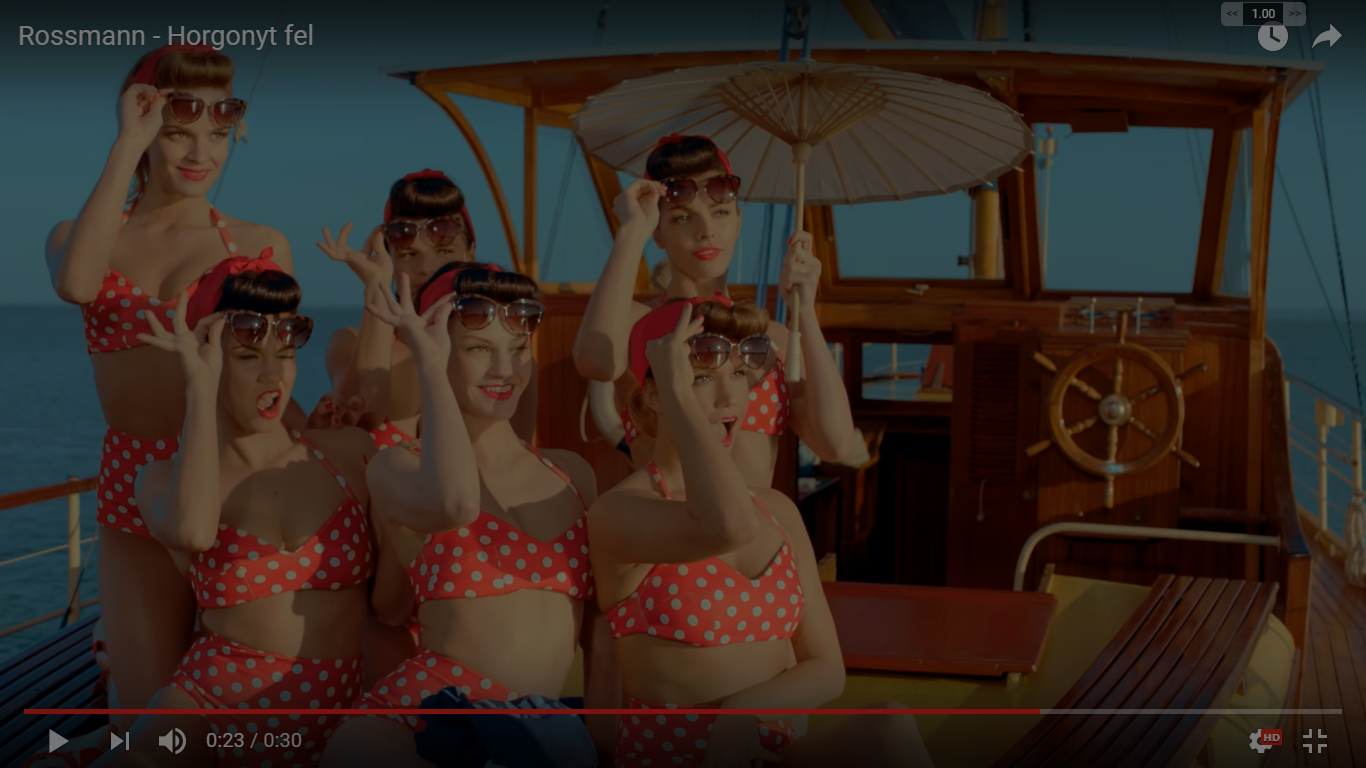 Rossmann - Horgonyt fel
<< 1.00 >>
0:23 / 0:30
HD